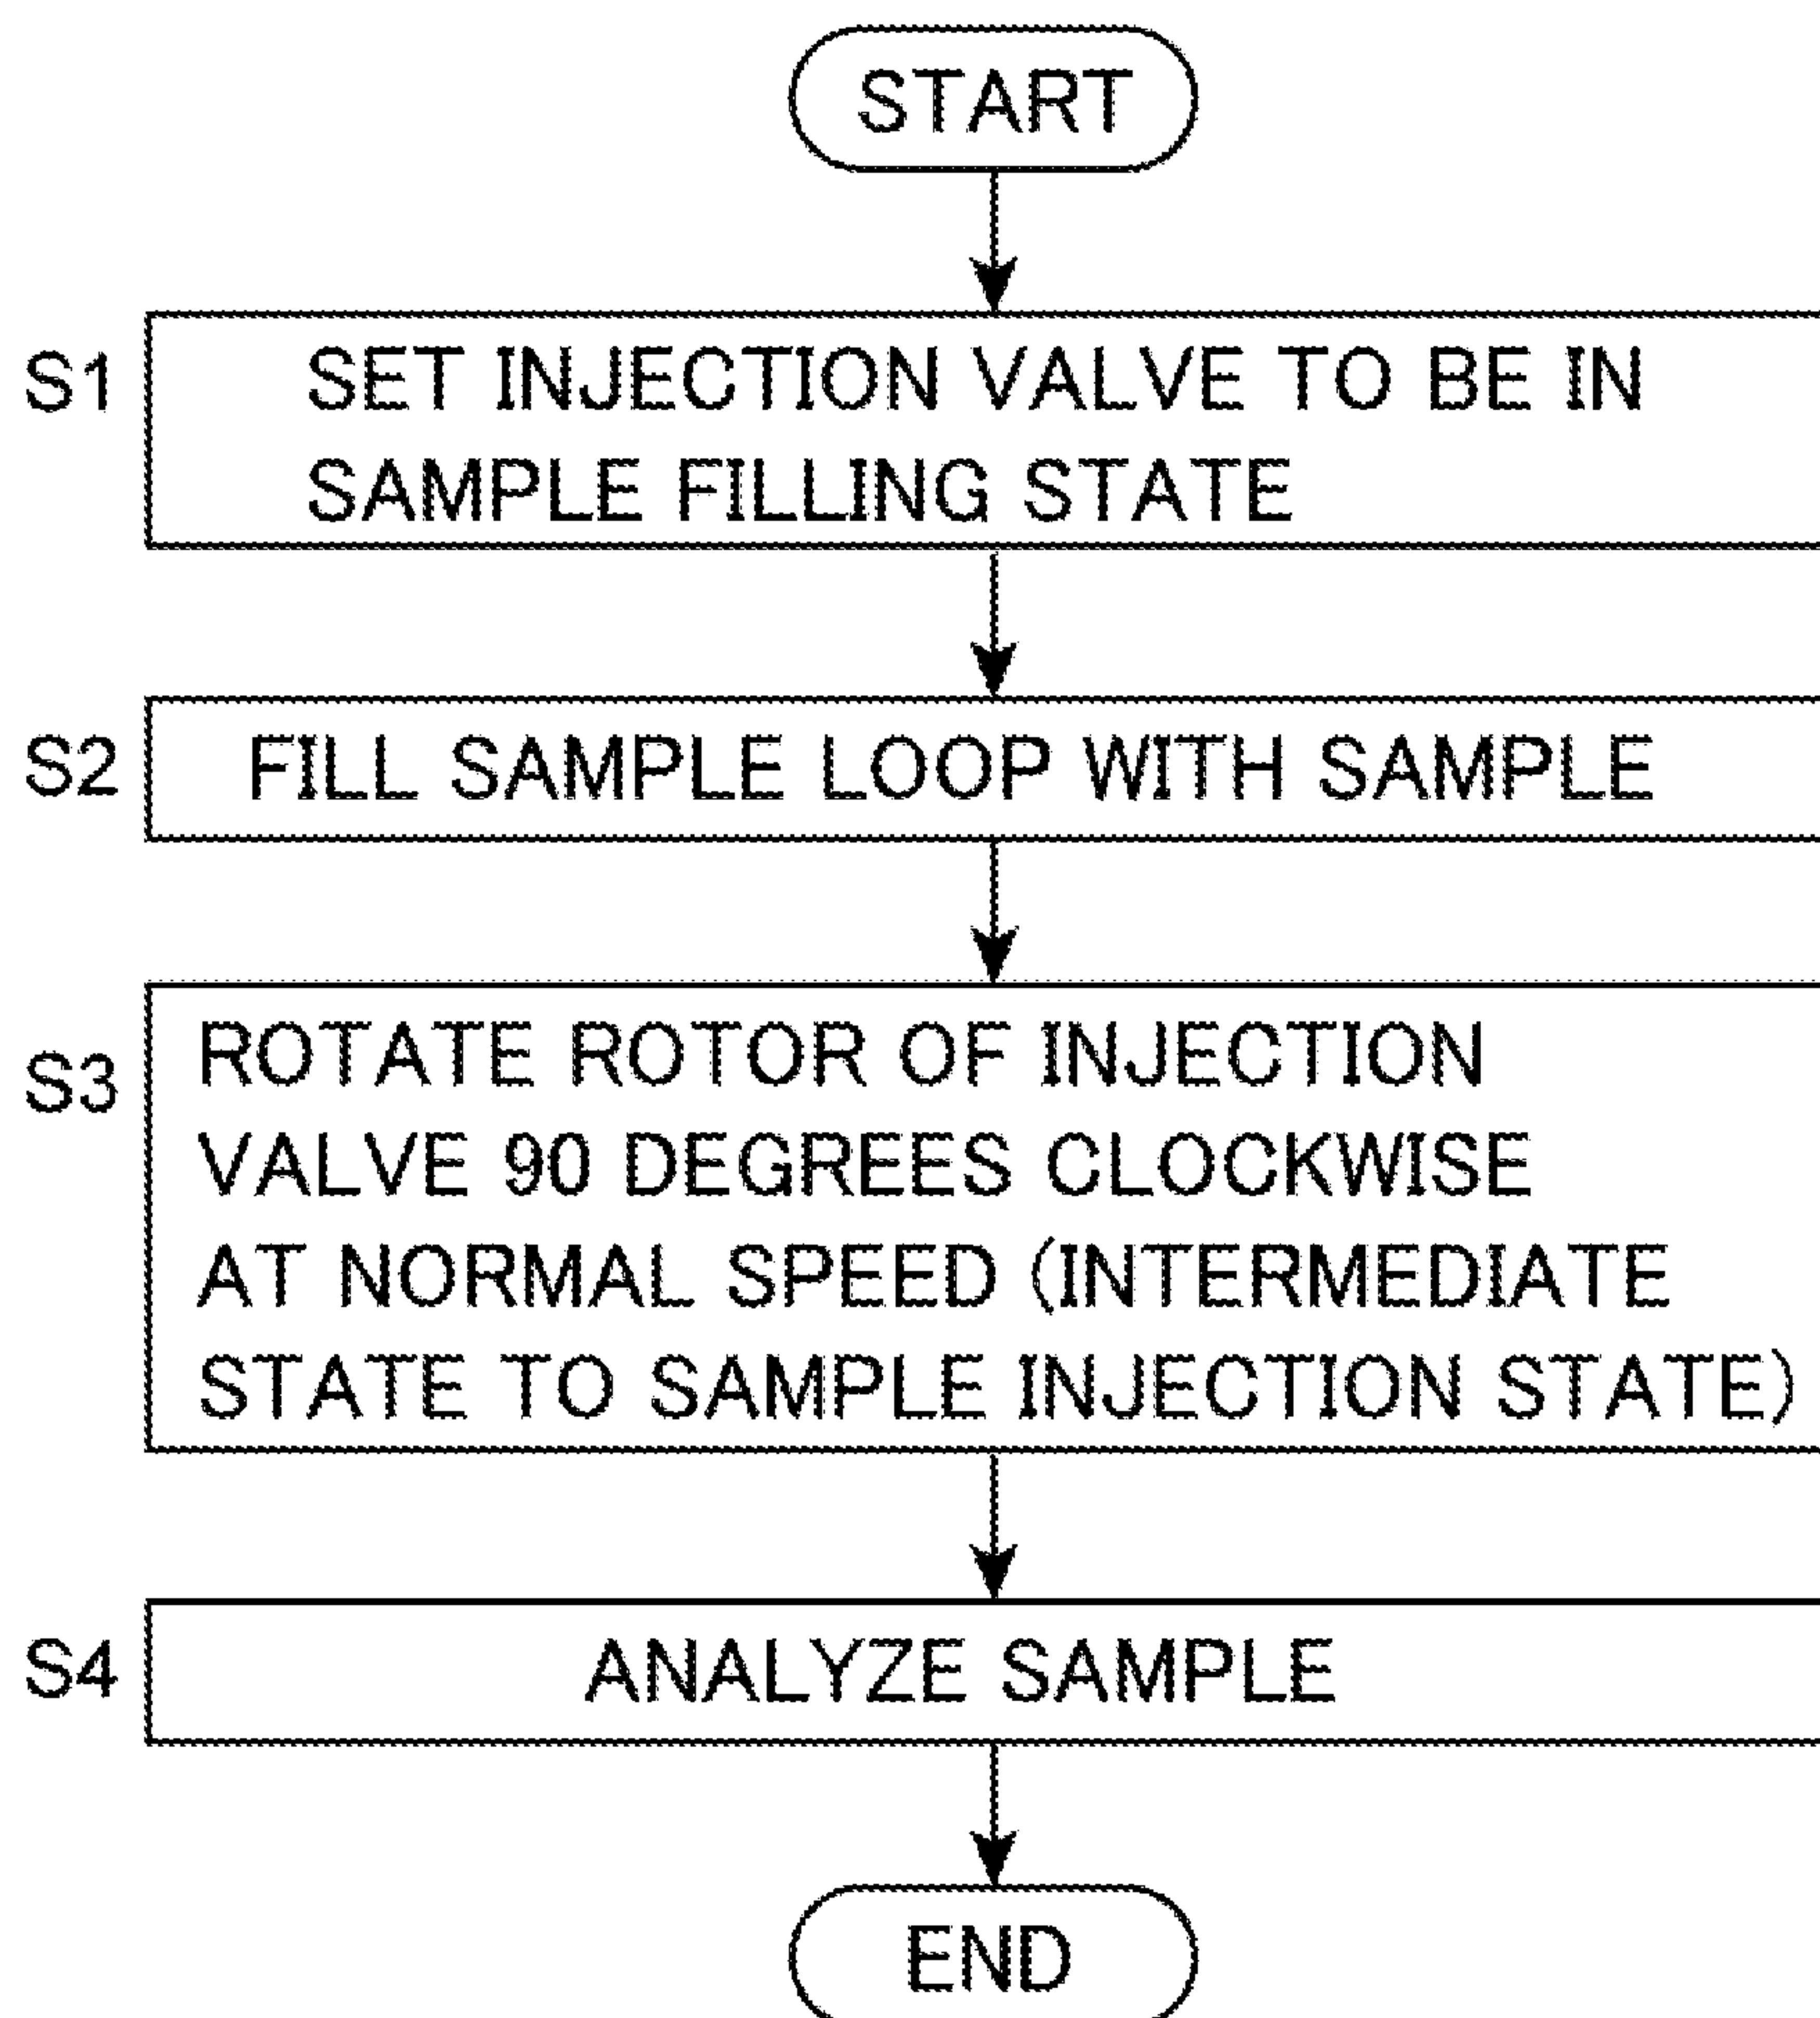 START
S1
SET INJECTION VALVE TO BE IN
SAMPLE FILLING STATE
S2
FILL SAMPLE LOOP WITH SAMPLE
S3
ROTATE ROTOR OF INJECTION
VALVE 90 DEGREES CLOCKWISE
AT NORMAL SPEED (INTERMEDIATE
STATE TO SAMPLE INJECTION STATE)
S4
ANALYZE SAMPLE
END